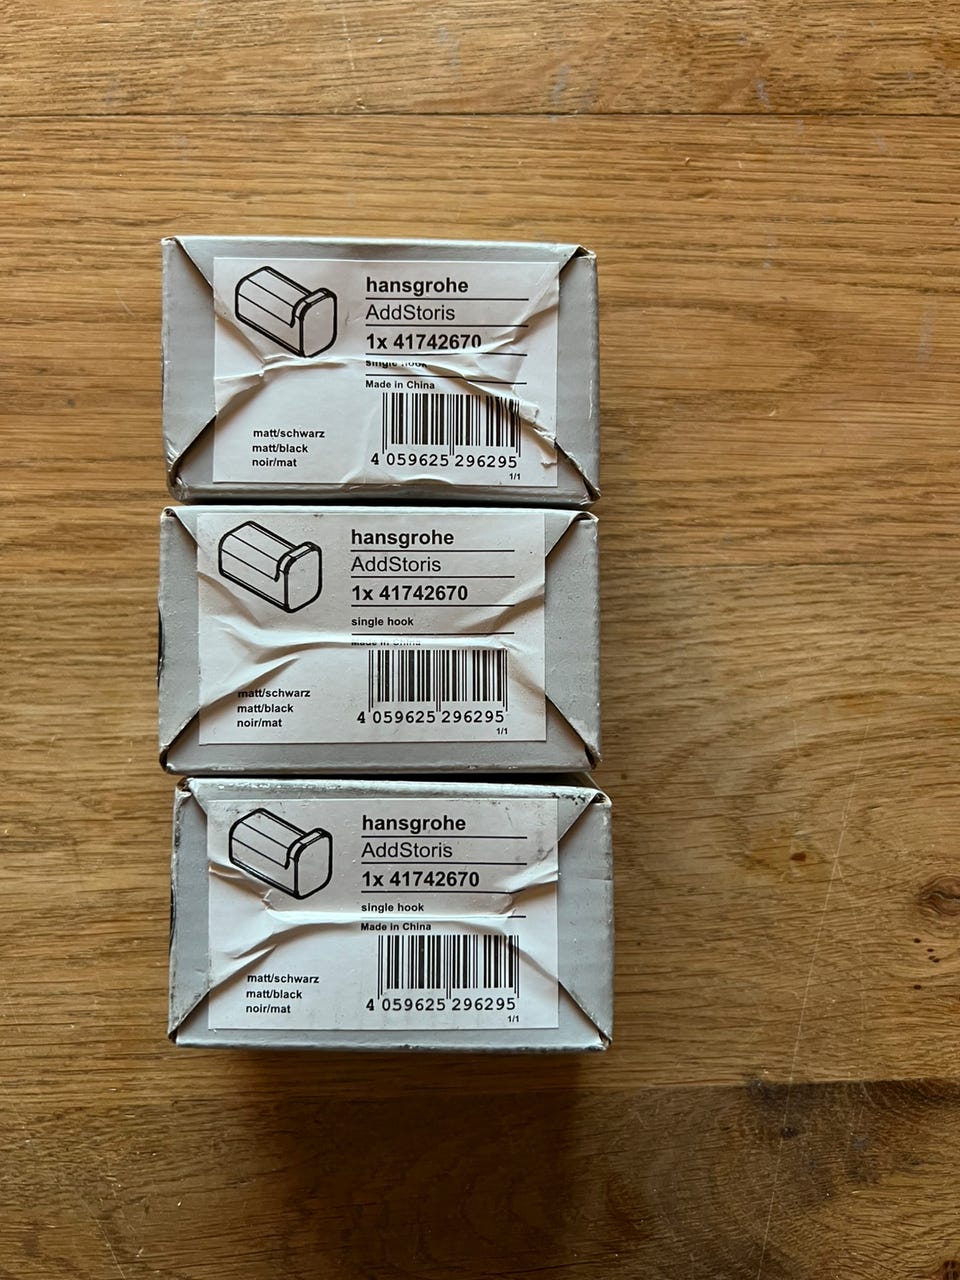 hansgrohe
AddStoris
1x 41742670
single hook
Made in China
matt/schwarz
matt/black
noir/mat
4 059625 296295
1/1
hansgrohe
AddStoris
1x 41742670
single hook
Made in China
matt/schwarz
matt/black
noir/mat
4 059625 296295
1/1
hansgrohe
AddStoris
1x 41742670
single hook
Made in China
matt/schwarz
matt/black
noir/mat
4 059625 296295
1/1